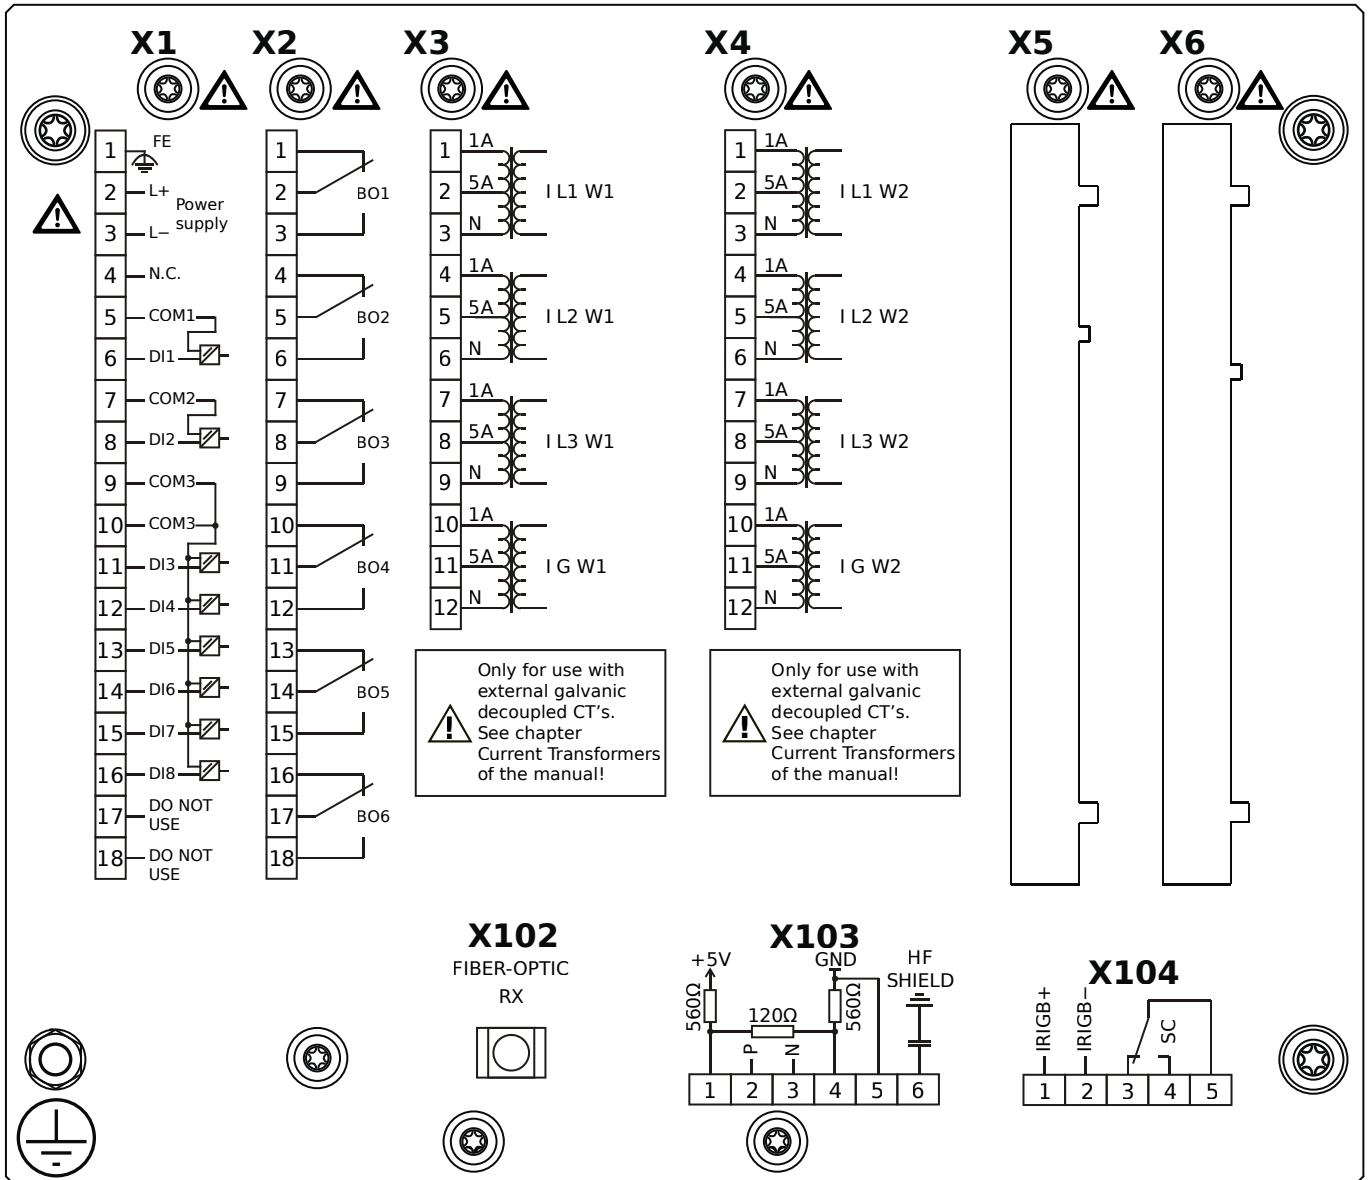 X1
X2
X3
X4
X5
X6
1 FE
2 L+
Power
supply
3 L−
4 N.C.
5 COM1
6 DI1
7 COM2
8 DI2
9 COM3
10 COM3
11 DI3
12 DI4
13 DI5
14 DI6
15 DI7
16 DI8
17 DO NOT
USE
18 DO NOT
USE
1
2 BO1
3
4
5 BO2
6
7
8 BO3
9
10
11 BO4
12
13
14 BO5
15
16
17 BO6
18
1 1A
2 5A I L1 W1
3 N
4 1A
5 5A I L2 W1
6 N
7 1A
8 5A I L3 W1
9 N
10 1A
11 5A I G W1
12 N
Only for use with
external galvanic
decoupled CT's.
See chapter
Current Transformers
of the manual!
1 1A
2 5A I L1 W2
3 N
4 1A
5 5A I L2 W2
6 N
7 1A
8 5A I L3 W2
9 N
10 1A
11 5A I G W2
12 N
Only for use with
external galvanic
decoupled CT's.
See chapter
Current Transformers
of the manual!
X102
FIBER-OPTIC
RX
X103
+5V
GND
HF
SHIELD
560Ω
120Ω
560Ω
P
N
1 2 3 4 5 6
X104
IRIGB+
IRIGB−
SC
1 2 3 4 5